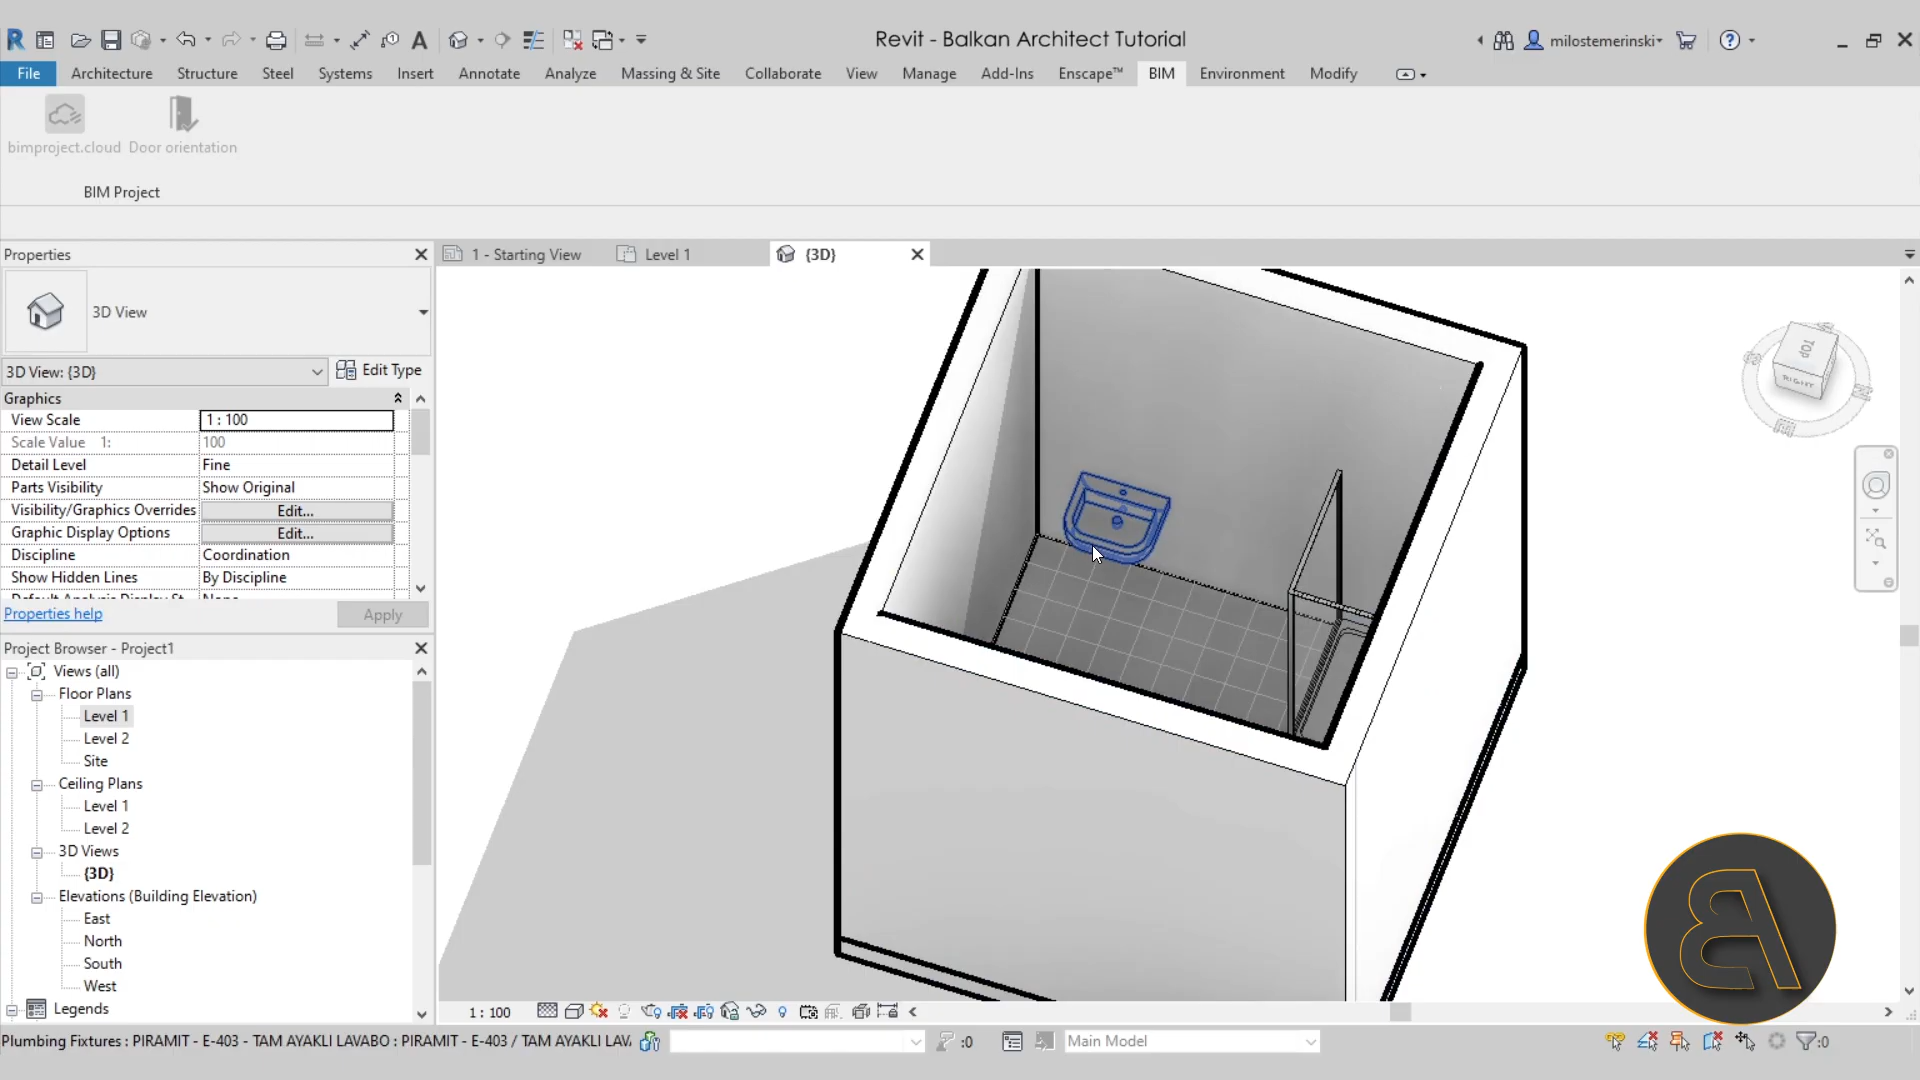 Revit - Balkan Architect Tutorial
milostemerinski
File Architecture Structure Steel Systems Insert Annotate Analyze Massing & Site Collaborate View Manage Add-Ins Enscape™ BIM Environment Modify
bimproject.cloud Door orientation
BIM Project
Properties
1 - Starting View Level 1 {3D}
3D View
3D View: {3D} Edit Type
Graphics
View Scale 1 : 100
Scale Value 1: 100
Detail Level Fine
Parts Visibility Show Original
Visibility/Graphics Overrides Edit...
Graphic Display Options Edit...
Discipline Coordination
Show Hidden Lines By Discipline
Properties help Apply
TOP
RIGHT
Project Browser - Project1
Views (all)
Floor Plans
Level 1
Level 2
Site
Ceiling Plans
Level 1
Level 2
3D Views
{3D}
Elevations (Building Elevation)
East
North
South
West
Legends
1 : 100
Plumbing Fixtures : PIRAMIT - E-403 - TAM AYAKLI LAVABO : PIRAMIT - E-403 / TAM AYAKLI LAV
:0 Main Model :0